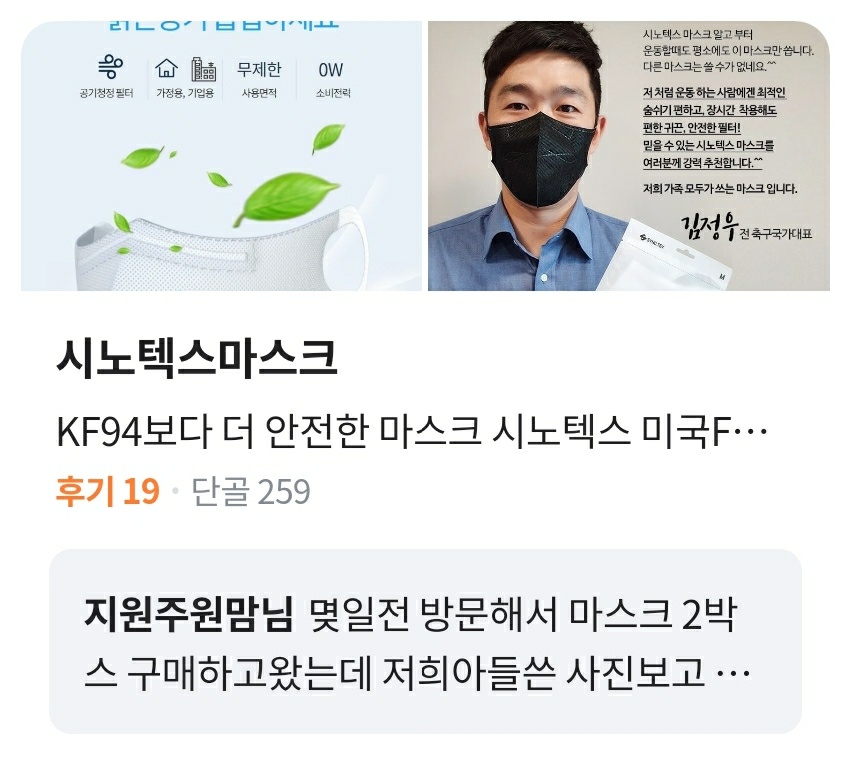 무제한
0W
공기청정 필터
가정용, 기업용
사용면적
소비전력
시노텍스 마스크 알고 부터
운동할때도 평소에도 이 마스크만 씁니다.
다른 마스크는 쓸 수가 없네요.^^
저 처럼 운동 하는 사람에겐 최적인
숨쉬기 편하고, 장시간 착용해도
편한 귀끈, 안전한 필터!
믿을 수 있는 시노텍스 마스크를
여러분께 강력 추천합니다.^^
저희 가족 모두가 쓰는 마스크 입니다.
김정우 전 축구국가대표
M
시노텍스마스크
KF94보다 더 안전한 마스크 시노텍스 미국F…
후기 19 · 단골 259
지원주원맘님 몇일전 방문해서 마스크 2박
스 구매하고왔는데 저희아들쓴 사진보고 …